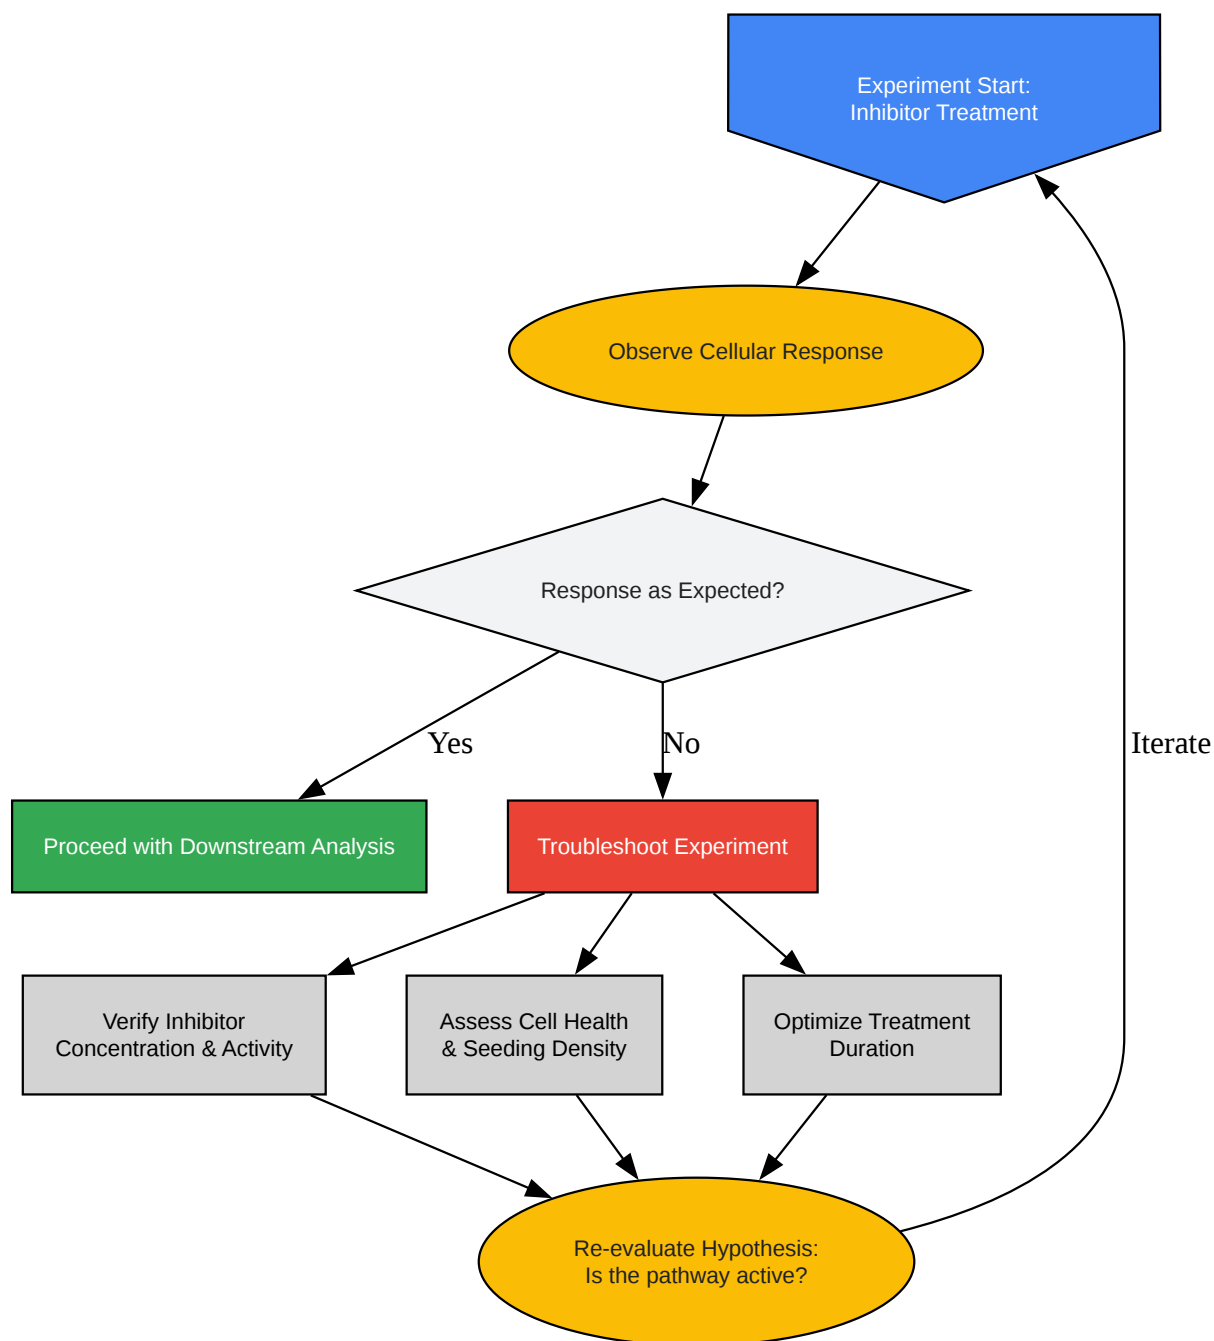 Experiment Start:
Inhibitor Treatment
Observe Cellular Response
Response as Expected?
Yes
No
Iterate
Proceed with Downstream Analysis
Troubleshoot Experiment
Verify Inhibitor
Concentration & Activity
Assess Cell Health
& Seeding Density
Optimize Treatment
Duration
Re-evaluate Hypothesis:
Is the pathway active?